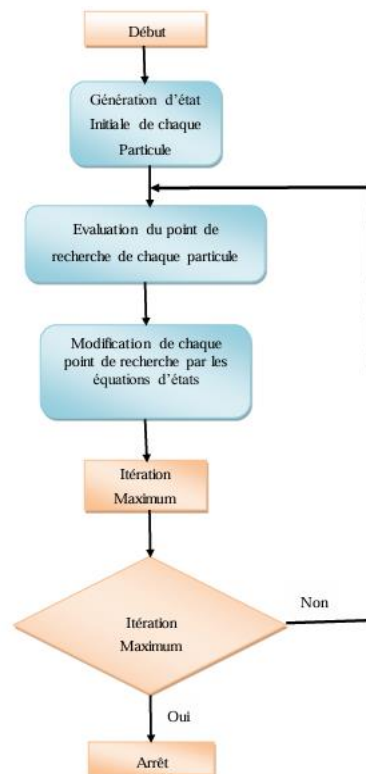 Début
Génération d'état
Initiale de chaque
Particule
Evaluation du point de
recherche de chaque particule
Modification de chaque
point de recherche par les
équations d'états
Itération
Maximum
Itération
Maximum
Non
Oui
Arrêt